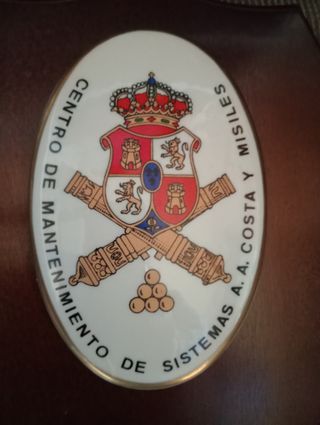 CENTRO DE MANTENIMIENTO DE SISTEMAS A.A. COSTA Y MISILES